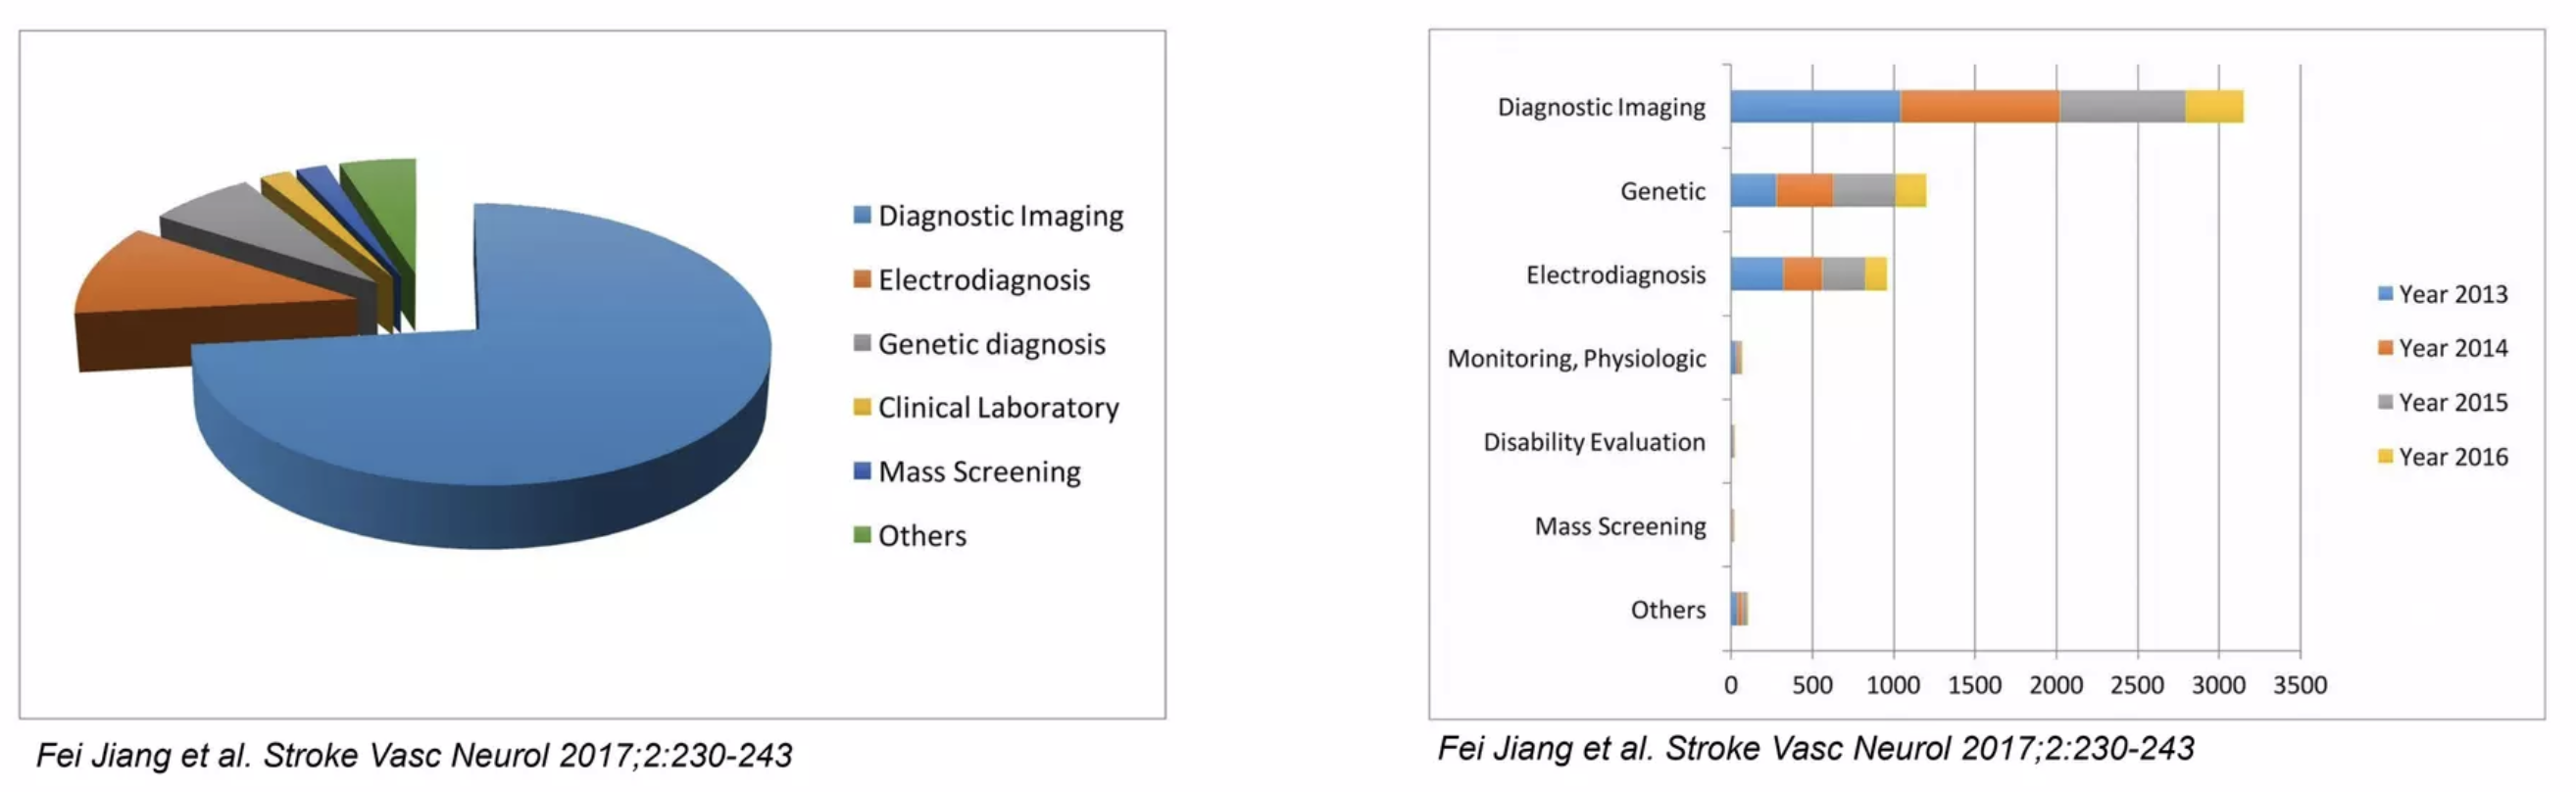 Diagnostic Imaging
Electrodiagnosis
Genetic diagnosis
Clinical Laboratory
Mass Screening
Others
Fei Jiang et al. Stroke Vasc Neurol 2017;2:230-243
Diagnostic Imaging
Genetic
Electrodiagnosis
Monitoring, Physiologic
Disability Evaluation
Mass Screening
Others
0 500 1000 1500 2000 2500 3000 3500
Year 2013
Year 2014
Year 2015
Year 2016
Fei Jiang et al. Stroke Vasc Neurol 2017;2:230-243